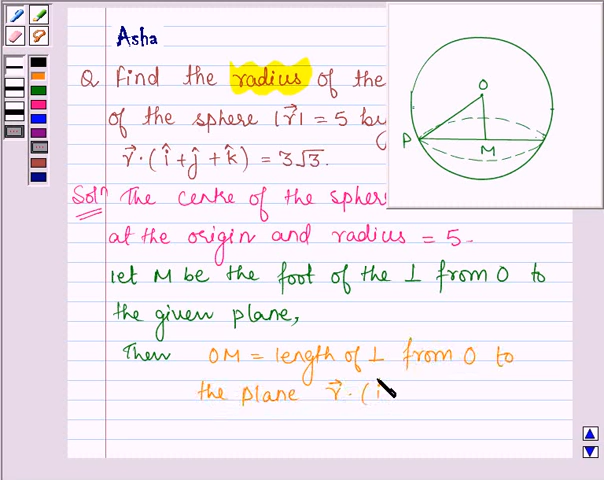 Asha
Q Find the radius of the
of the sphere |r⃗| = 5 by
r⃗ · (î + ĵ + k̂) = 3√3.
Solⁿ The centre of the sphere
at the origin and radius = 5.
let M be the foot of the ⊥ from O to
the given plane,
Then OM = length of ⊥ from O to
the plane r⃗ · (î
O
P
M